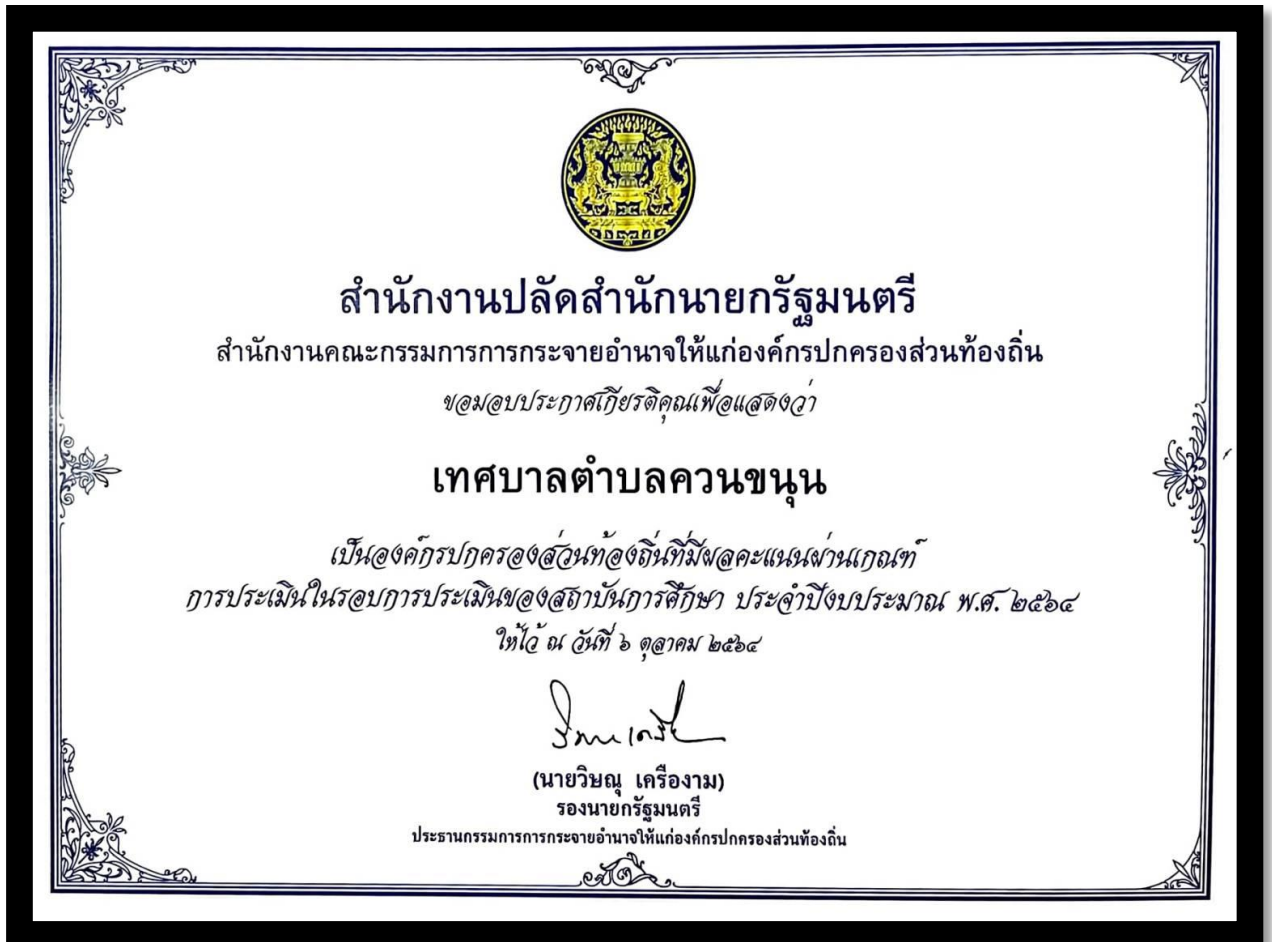 สำนักงานปลัดสำนักนายกรัฐมนตรี
สำนักงานคณะกรรมการการกระจายอำนาจให้แก่องค์กรปกครองส่วนท้องถิ่น
ขอมอบประกาศเกียรติคุณเพื่อแสดงว่า
เทศบาลตำบลควนขนุน
เป็นองค์กรปกครองส่วนท้องถิ่นที่มีผลคะแนนผ่านเกณฑ์
การประเมินในรอบการประเมินของสถาบันการศึกษา ประจำปีงบประมาณ พ.ศ. ๒๕๖๔
ให้ไว้ ณ วันที่ ๖ ตุลาคม ๒๕๖๔
(นายวิษณุ เครืองาม)
รองนายกรัฐมนตรี
ประธานกรรมการการกระจายอำนาจให้แก่องค์กรปกครองส่วนท้องถิ่น